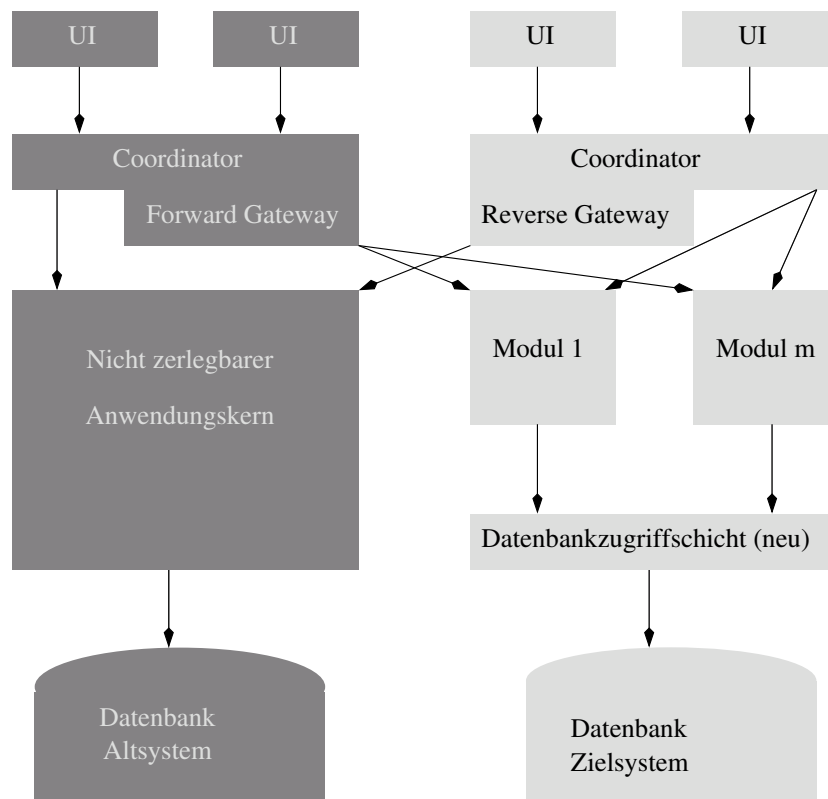 UI
UI
UI
UI
Coordinator
Coordinator
Forward Gateway
Reverse Gateway
Nicht zerlegbarer
Anwendungskern
Modul 1
Modul m
Datenbankzugriffschicht (neu)
Datenbank
Altsystem
Datenbank
Zielsystem